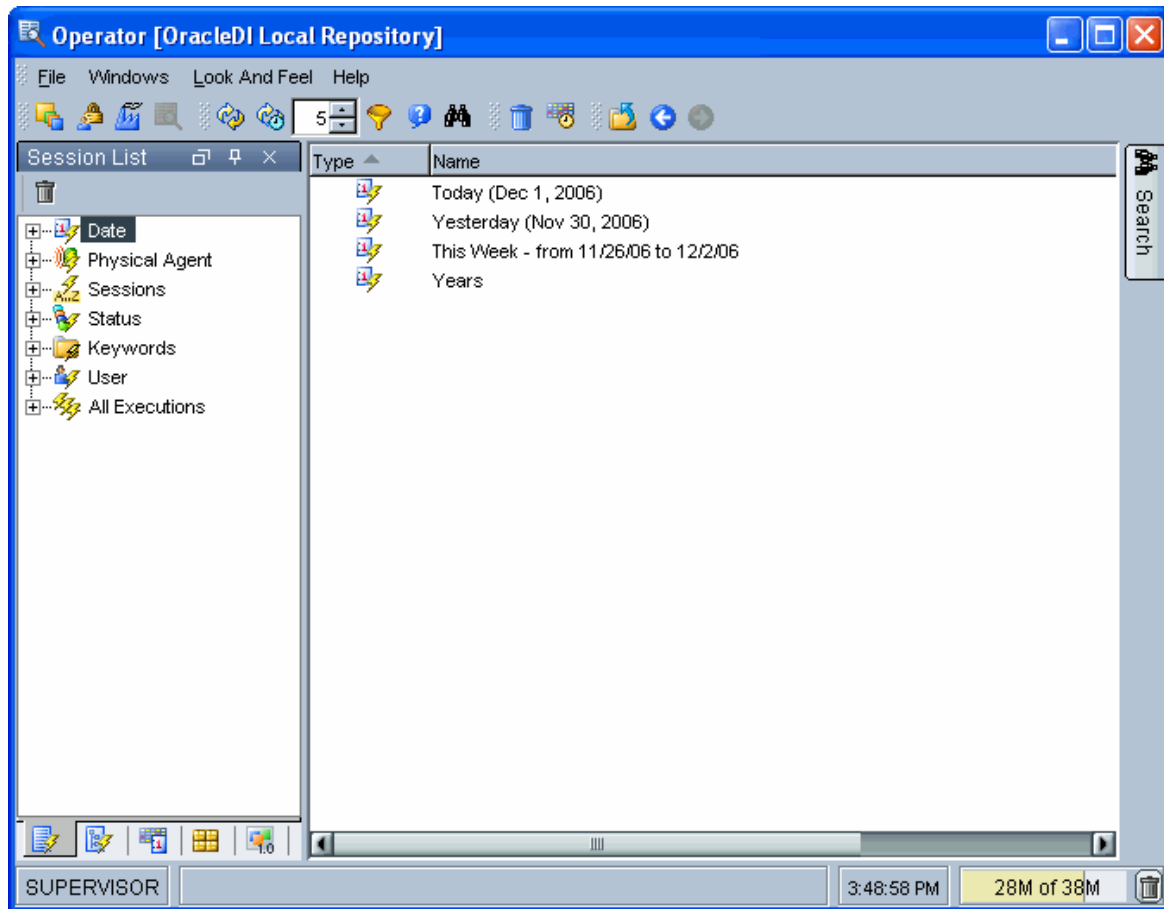 Operator [OracleDI Local Repository]
File Windows Look And Feel Help
5
Session List
Type Name
Date
Physical Agent
Sessions
Status
Keywords
User
All Executions
Today (Dec 1, 2006)
Yesterday (Nov 30, 2006)
This Week - from 11/26/06 to 12/2/06
Years
Search
SUPERVISOR 3:48:58 PM 28M of 38M